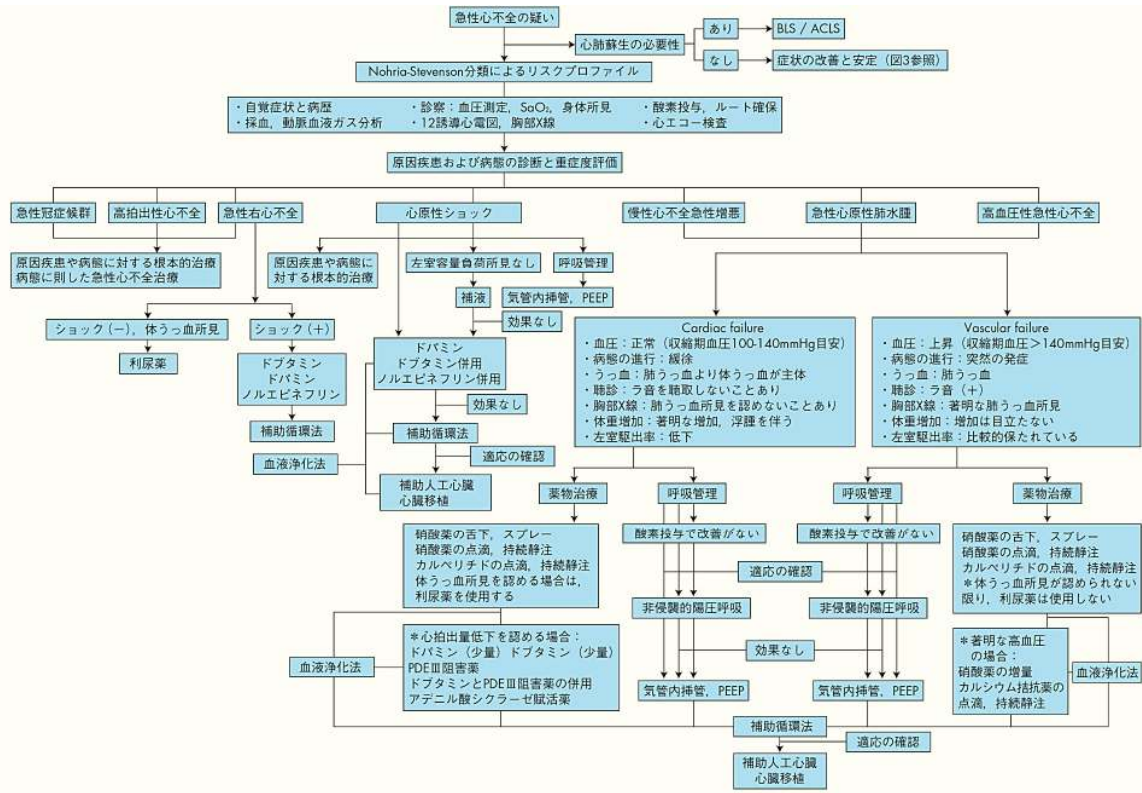 急性心不全の疑い
心肺蘇生の必要性
あり
BLS / ACLS
なし
症状の改善と安定（図3参照）
Nohria-Stevenson分類によるリスクプロファイル
・自覚症状と病歴　・診察：血圧測定，SaO₂，身体所見　・酸素投与，ルート確保
・採血，動脈血液ガス分析　・12誘導心電図，胸部X線　・心エコー検査
原因疾患および病態の診断と重症度評価
急性冠症候群
高拍出性心不全
急性右心不全
心原性ショック
慢性心不全急性増悪
急性心原性肺水腫
高血圧性急性心不全
原因疾患や病態に対する根本的治療
病態に則した急性心不全治療
原因疾患や病態に
対する根本的治療
左室容量負荷所見なし
呼吸管理
補液
気管内挿管，PEEP
効果なし
ショック（−），体うっ血所見
ショック（＋）
利尿薬
ドブタミン
ドパミン
ノルエピネフリン
補助循環法
ドパミン
ドブタミン併用
ノルエピネフリン併用
効果なし
補助循環法
血液浄化法
適応の確認
補助人工心臓
心臓移植
Cardiac failure
・血圧：正常（収縮期血圧100-140mmHg目安）
・病態の進行：緩徐
・うっ血：肺うっ血より体うっ血が主体
・聴診：ラ音を聴取しないことあり
・胸部X線：肺うっ血所見を認めないことあり
・体重増加：著明な増加，浮腫を伴う
・左室駆出率：低下
Vascular failure
・血圧：上昇（収縮期血圧＞140mmHg目安）
・病態の進行：突然の発症
・うっ血：肺うっ血
・聴診：ラ音（＋）
・胸部X線：著明な肺うっ血所見
・体重増加：増加は目立たない
・左室駆出率：比較的保たれている
薬物治療
呼吸管理
呼吸管理
薬物治療
硝酸薬の舌下，スプレー
硝酸薬の点滴，持続静注
カルペリチドの点滴，持続静注
体うっ血所見を認める場合は，
利尿薬を使用する
酸素投与で改善がない
酸素投与で改善がない
適応の確認
非侵襲的陽圧呼吸
非侵襲的陽圧呼吸
効果なし
気管内挿管，PEEP
気管内挿管，PEEP
硝酸薬の舌下，スプレー
硝酸薬の点滴，持続静注
カルペリチドの点滴，持続静注
＊体うっ血所見が認められない
限り，利尿薬は使用しない
血液浄化法
＊心拍出量低下を認める場合：
ドパミン（少量）ドブタミン（少量）
PDEⅢ阻害薬
ドブタミンとPDEⅢ阻害薬の併用
アデニル酸シクラーゼ賦活薬
＊著明な高血圧
の場合：
硝酸薬の増量
カルシウム拮抗薬の
点滴，持続静注
血液浄化法
補助循環法
適応の確認
補助人工心臓
心臓移植